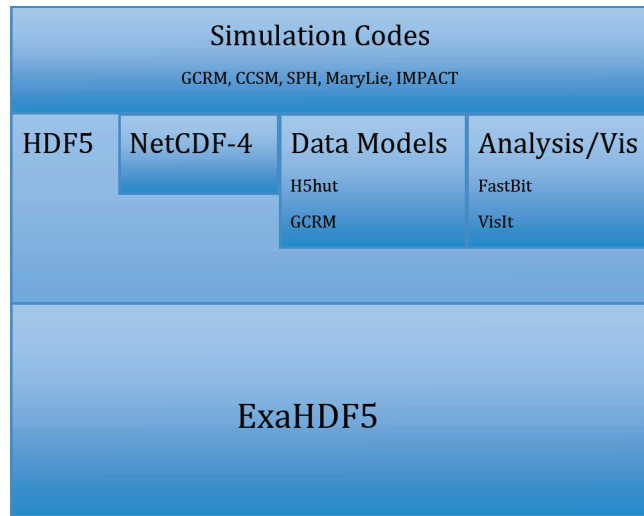 Simulation Codes
GCRM, CCSM, SPH, MaryLie, IMPACT
HDF5
NetCDF-4
Data Models
H5hut
GCRM
Analysis/Vis
FastBit
VisIt
ExaHDF5